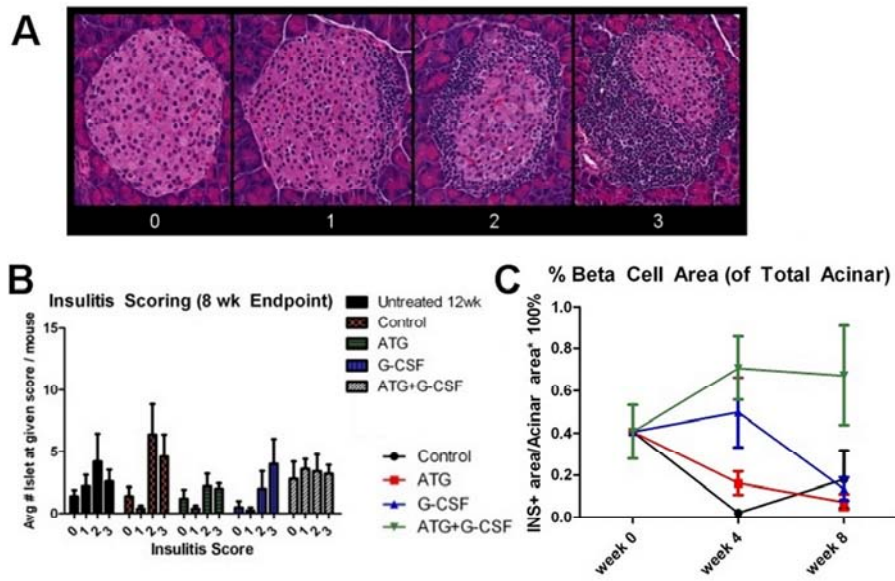 A
0 1 2 3
B
Insulitis Scoring (8 wk Endpoint)
Avg # Islet at given score / mouse
15
10
5
0
0 1 2 3 0 1 2 3 0 1 2 3 0 1 2 3 0 1 2 3
Insulitis Score
Untreated 12wk
Control
ATG
G-CSF
ATG+G-CSF
Control
ATG
G-CSF
ATG+G-CSF
C
% Beta Cell Area (of Total Acinar)
INS+ area/Acinar area* 100%
1.0
0.8
0.6
0.4
0.2
0.0
week 0
week 4
week 8